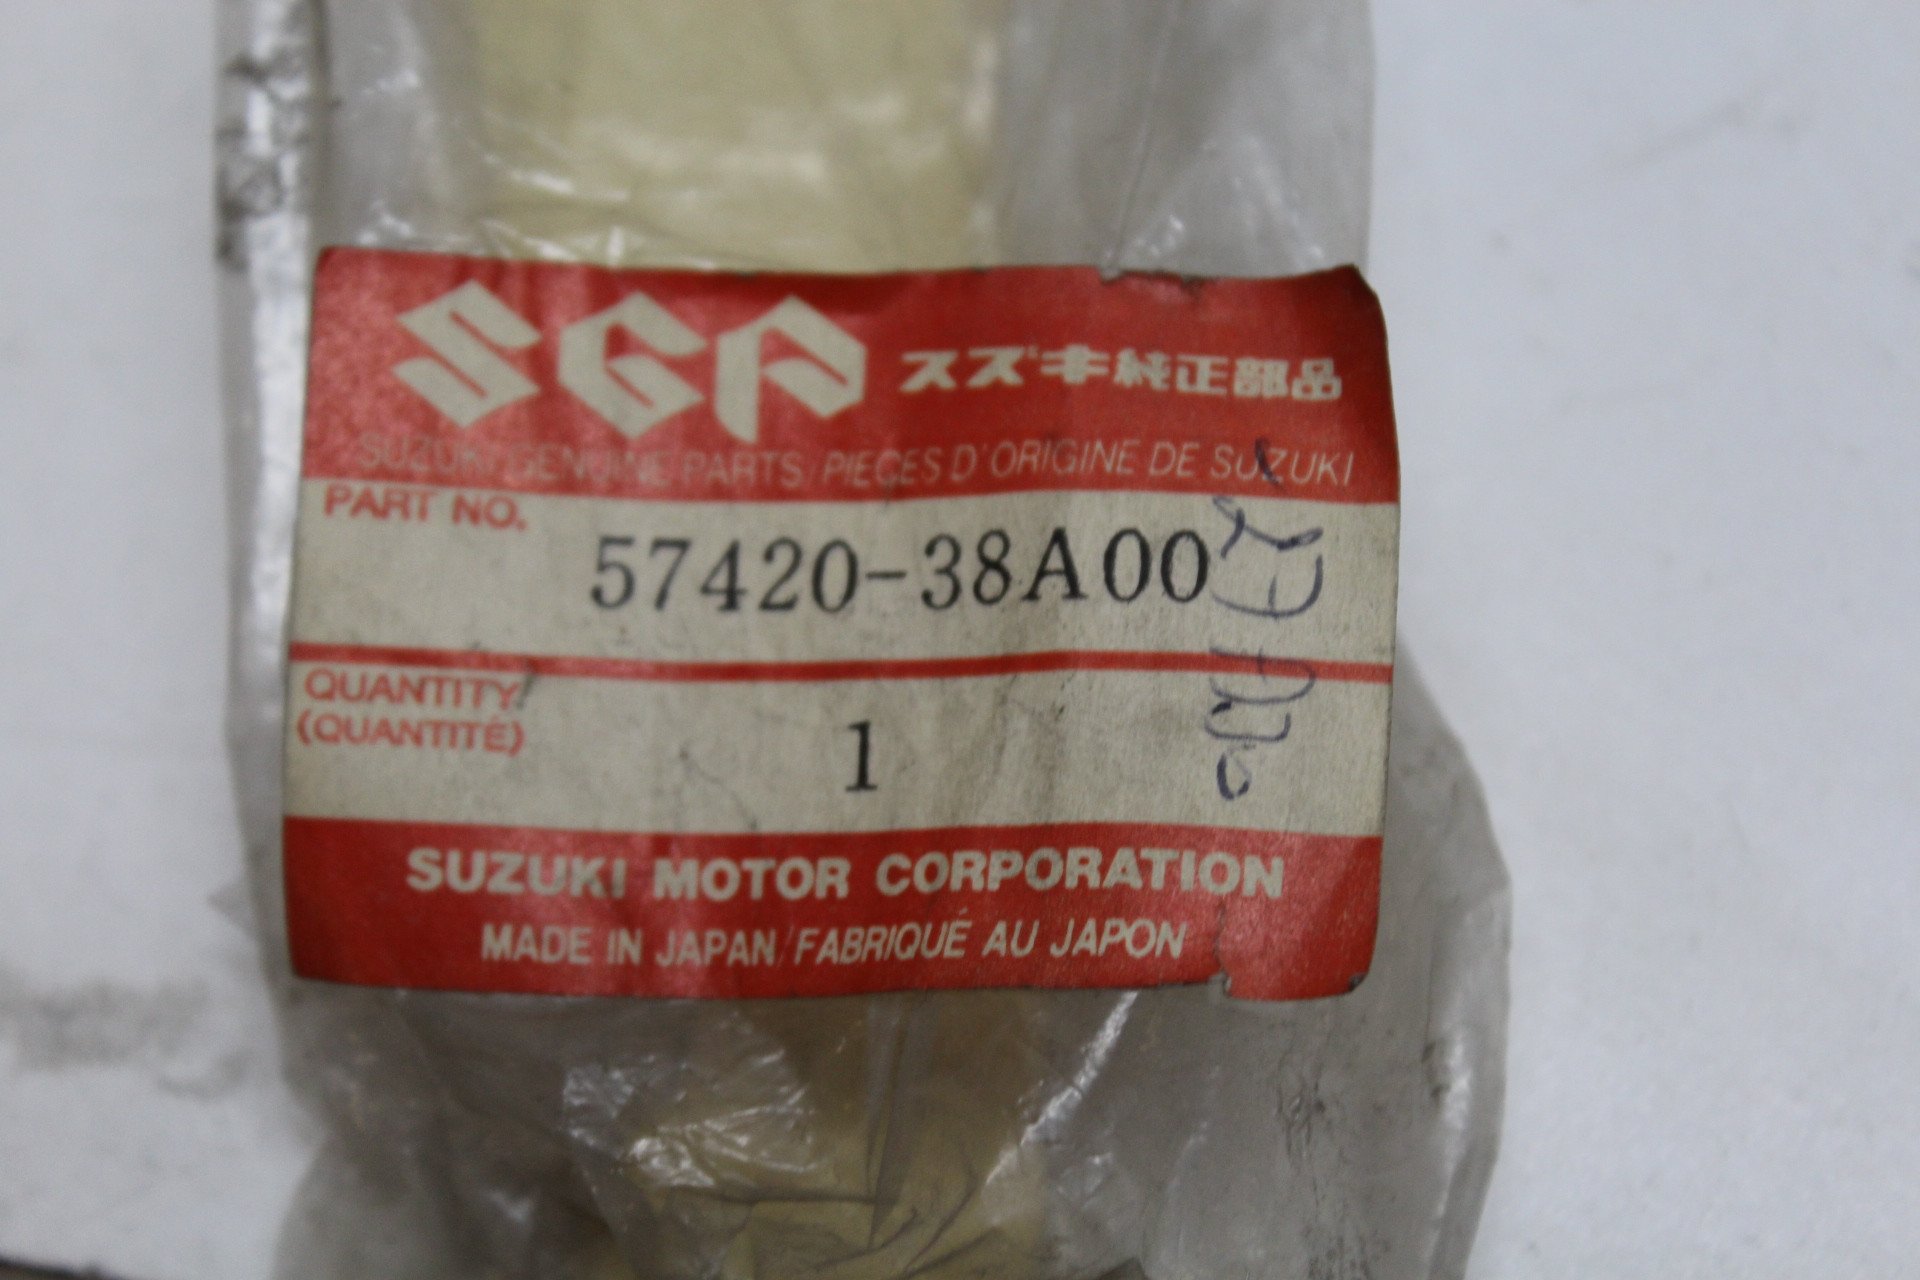 SGP スズキ純正部品
SUZUKI GENUINE PARTS/PIECES D'ORIGINE DE SUZUKI
PART NO.
57420-38A00
QUANTITY
(QUANTITÉ)
1
SUZUKI MOTOR CORPORATION
MADE IN JAPAN/FABRIQUÉ AU JAPON